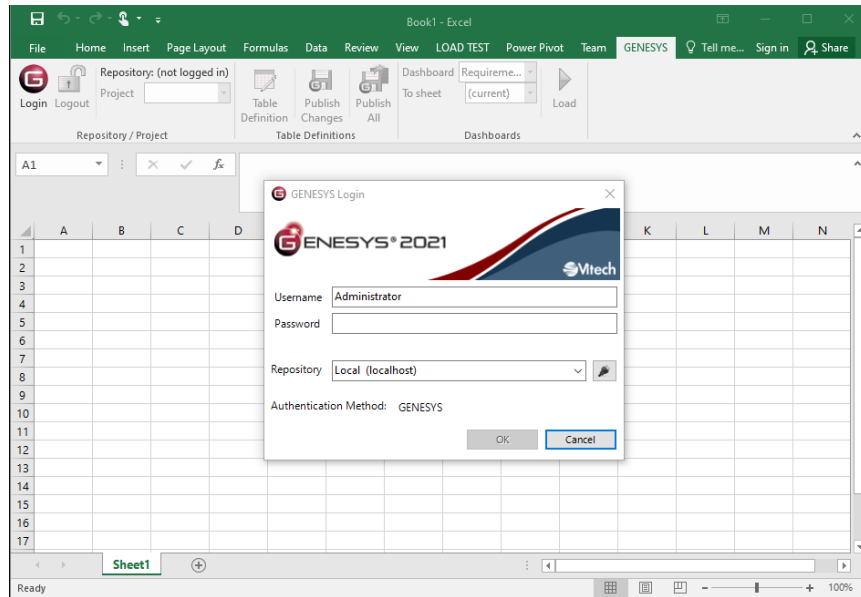 Book1 - Excel
File Home Insert Page Layout Formulas Data Review View LOAD TEST Power Pivot Team GENESYS Tell me... Sign in Share
Login Logout
Repository: (not logged in)
Project
Repository / Project
Table Definition
Publish Changes
Publish All
Table Definitions
Dashboard Requireme...
To sheet (current)
Load
Dashboards
A1 fx
GENESYS Login
GENESYS® 2021
Vitech
Username Administrator
Password
Repository Local (localhost)
Authentication Method: GENESYS
OK Cancel
A B C D K L M N
1
2
3
4
5
6
7
8
9
10
11
12
13
14
15
16
17
Sheet1
Ready 100%